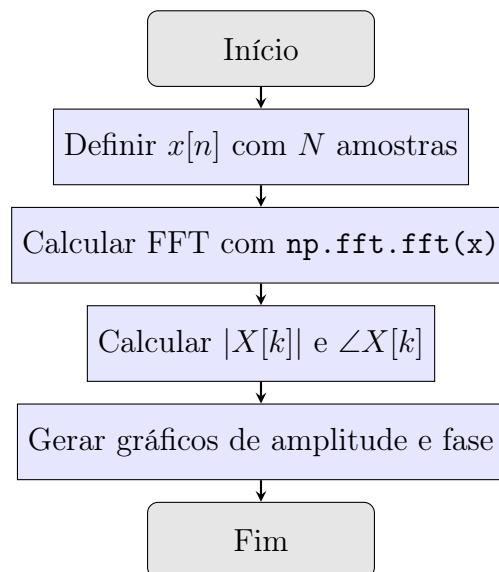 Início
Definir x[n] com N amostras
Calcular FFT com np.fft.fft(x)
Calcular |X[k]| e ∠X[k]
Gerar gráficos de amplitude e fase
Fim